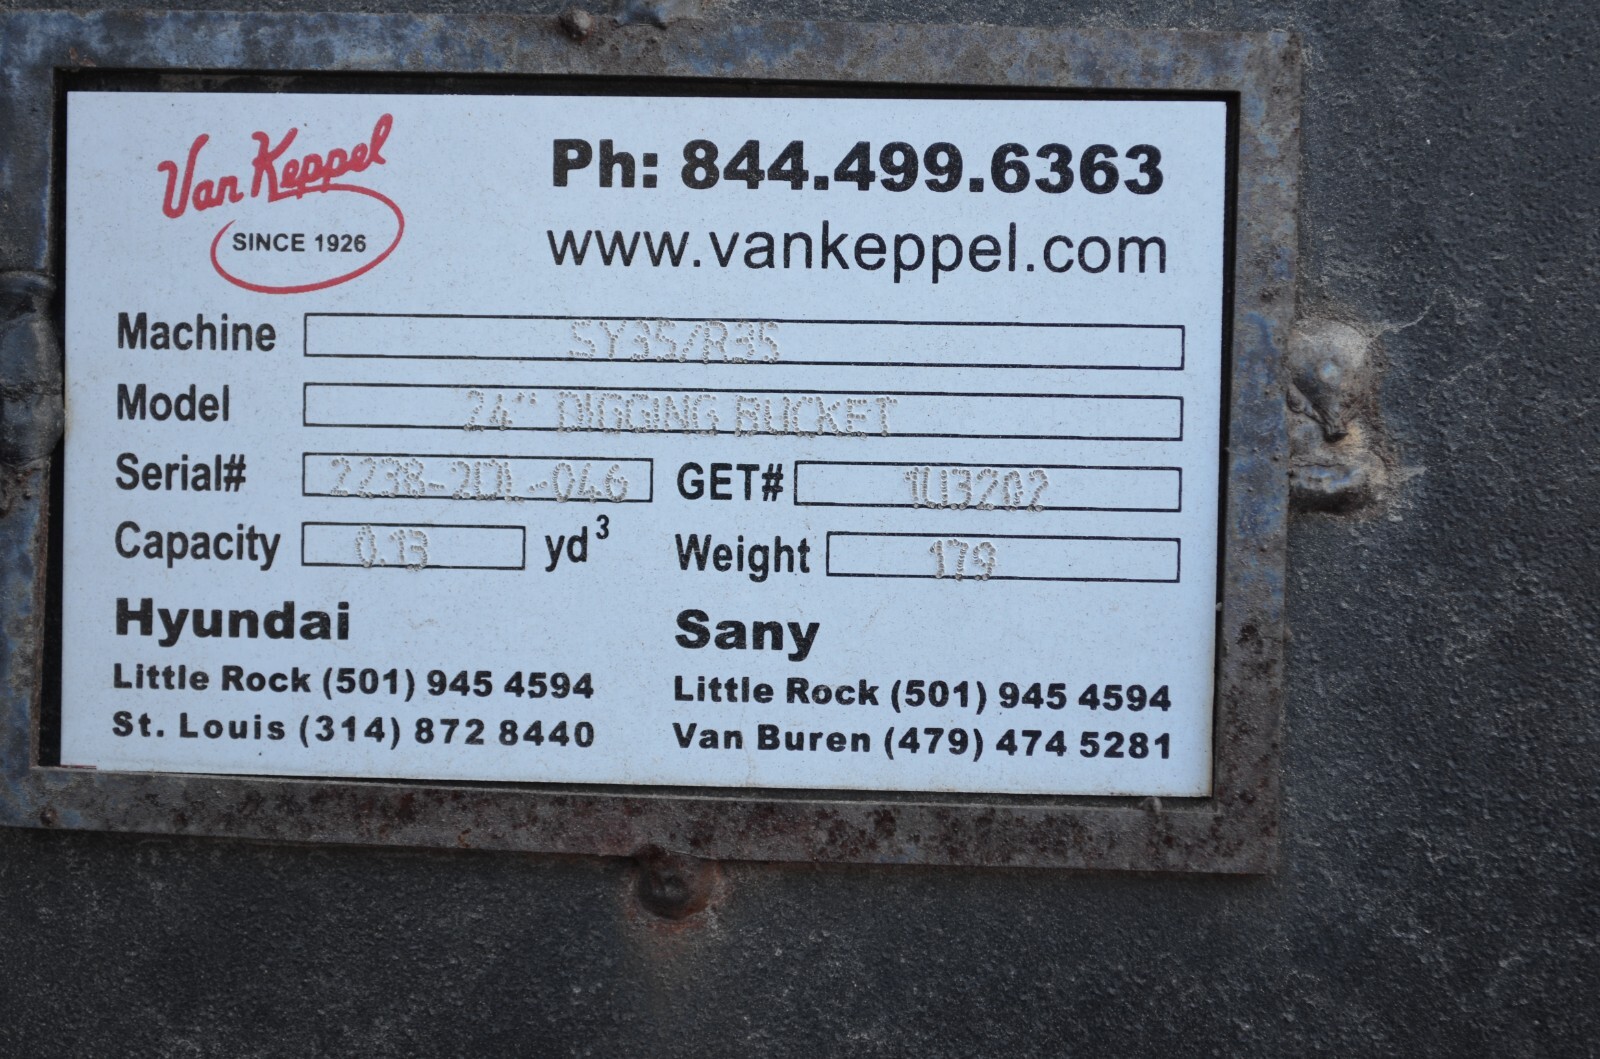 Van Keppel
SINCE 1926
Ph: 844.499.6363
www.vankeppel.com
Machine SY35/R35
Model 24" DIGGING BUCKET
Serial# 2238-2DL-046 GET# 1U3202
Capacity 0.13 yd³ Weight 179
Hyundai
Little Rock (501) 945 4594
St. Louis (314) 872 8440
Sany
Little Rock (501) 945 4594
Van Buren (479) 474 5281